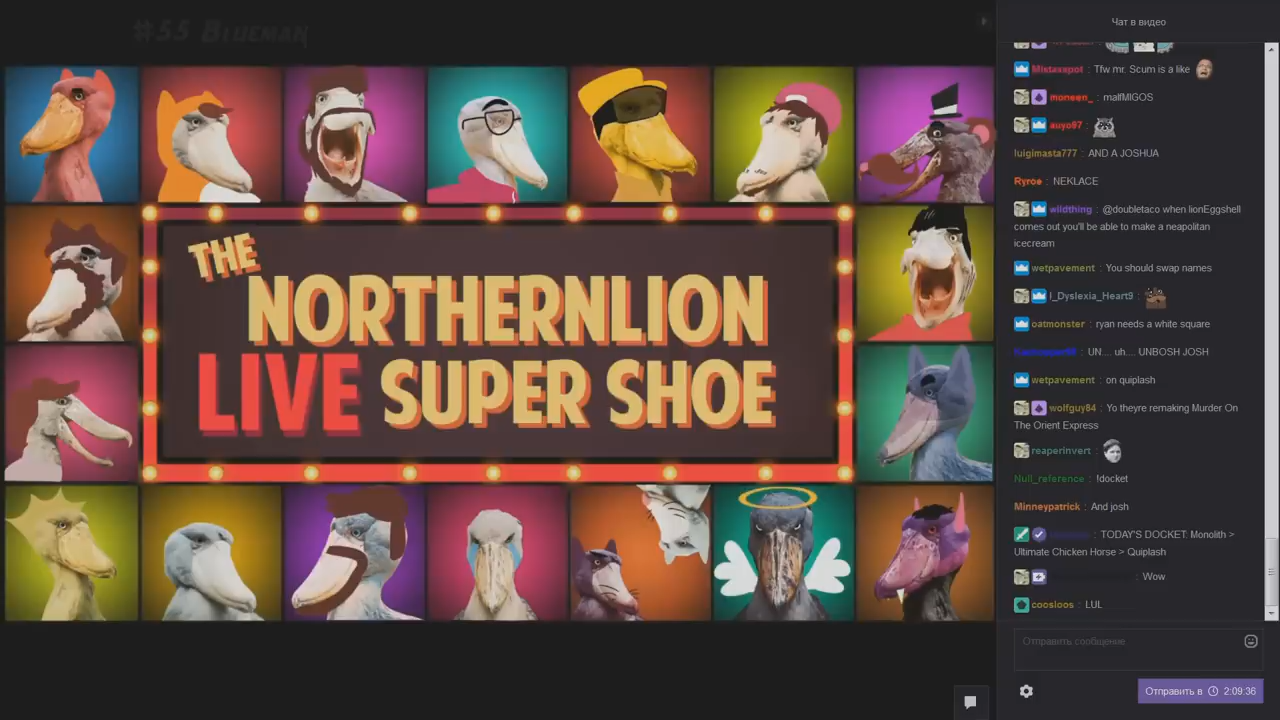 #55 BLUEMAN
THE
NORTHERNLION
LIVE SUPER SHOE
Чат в видео
Mistaxspot : Tfw mr. Scum is a like
moneen_ : malfMIGOS
auyo97 :
luigimasta777 : AND A JOSHUA
Ryroe : NEKLACE
wildthing : @doubletaco when lionEggshell
comes out you'll be able to make a neapolitan
icecream
wetpavement : You should swap names
I_Dyslexia_Heart9 :
oatmonster : ryan needs a white square
: UN.... uh.... UNBOSH JOSH
wetpavement : on quiplash
wolfguy84 : Yo theyre remaking Murder On
The Orient Express
reaperinvert :
Null_reference : !docket
Minneypatrick : And josh
: TODAY'S DOCKET: Monolith >
Ultimate Chicken Horse > Quiplash
: Wow
coosloos : LUL
Отправить сообщение
Отправить в 2:09:36